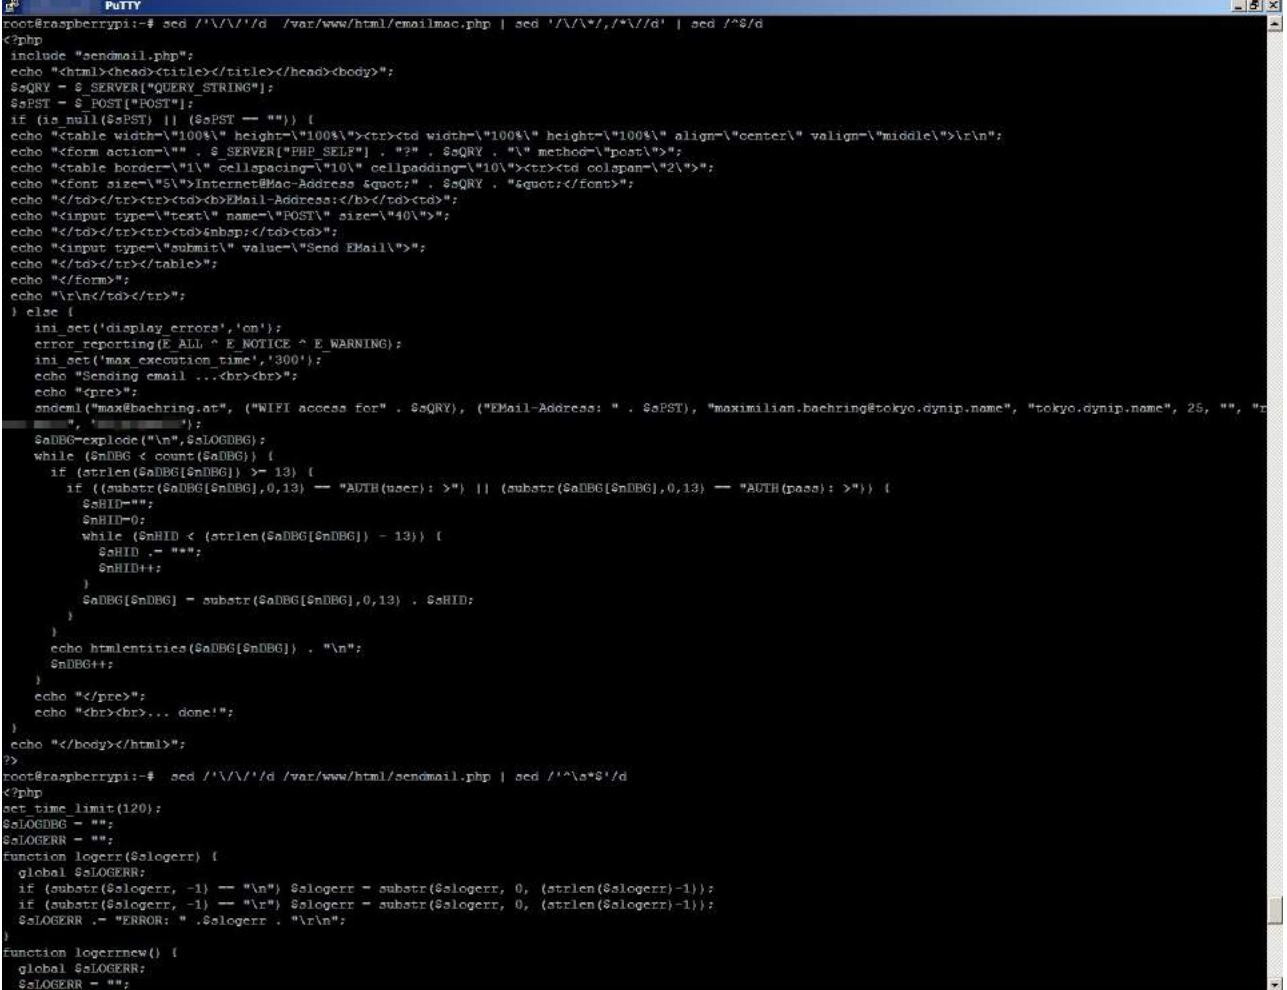 PuTTY
root@raspberrypi:~# sed /'\/\/'/d  /var/www/html/emailmac.php | sed '/\/\*/,/*\//d' | sed /^$/d
<?php
 include "sendmail.php";
 echo "<html><head><title></title></head><body>";
 $sQRY = $_SERVER["QUERY_STRING"];
 $sPST = $_POST["POST"];
 if (is_null($sPST) || ($sPST == "")) {
 echo "<table width=\"100%\" height=\"100%\"><tr><td width=\"100%\" height=\"100%\" align=\"center\" valign=\"middle\">\r\n";
 echo "<form action=\"" . $_SERVER["PHP_SELF"] . "?" . $sQRY . "\" method=\"post\">";
 echo "<table border=\"1\" cellspacing=\"10\" cellpadding=\"10\"><tr><td colspan=\"2\">";
 echo "<font size=\"5\">Internet@Mac-Address &quot;" . $sQRY . "&quot;</font>";
 echo "</td></tr><tr><td><b>EMail-Address:</b></td><td>";
 echo "<input type=\"text\" name=\"POST\" size=\"40\">";
 echo "</td></tr><tr><td>&nbsp;</td><td>";
 echo "<input type=\"submit\" value=\"Send EMail\">";
 echo "</td></tr></table>";
 echo "</form>";
 echo "\r\n</td></tr>";
 } else {
    ini_set('display_errors','on');
    error_reporting(E_ALL ^ E_NOTICE ^ E_WARNING);
    ini_set('max_execution_time','300');
    echo "Sending email ...<br><br>";
    echo "<pre>";
    sndeml("max@baehring.at", ("WIFI access for" . $sQRY), ("EMail-Address: " . $sPST), "maximilian.baehring@tokyo.dynip.name", "tokyo.dynip.name", 25, "", "r
", "");
    $aDBG=explode("\n",$sLOGDBG);
    while ($nDBG < count($aDBG)) {
      if (strlen($aDBG[$nDBG]) >= 13) {
        if ((substr($aDBG[$nDBG],0,13) == "AUTH(user): >") || (substr($aDBG[$nDBG],0,13) == "AUTH(pass): >")) {
          $sHID="";
          $nHID=0;
          while ($nHID < (strlen($aDBG[$nDBG]) - 13)) {
            $sHID .= "*";
            $nHID++;
          }
          $aDBG[$nDBG] = substr($aDBG[$nDBG],0,13) . $sHID;
        }
      }
      echo htmlentities($aDBG[$nDBG]) . "\n";
      $nDBG++;
    }
    echo "</pre>";
    echo "<br><br>... done!";
 }
 echo "</body></html>";
?>
root@raspberrypi:~#  sed /'\/\/'/d /var/www/html/sendmail.php | sed /'^\s*$'/d
<?php
set_time_limit(120);
$sLOGDBG = "";
$sLOGERR = "";
function logerr($slogerr) {
  global $sLOGERR;
  if (substr($slogerr, -1) == "\n") $slogerr = substr($slogerr, 0, (strlen($slogerr)-1));
  if (substr($slogerr, -1) == "\r") $slogerr = substr($slogerr, 0, (strlen($slogerr)-1));
  $sLOGERR .= "ERROR: " .$slogerr . "\r\n";
}
function logerrnew() {
  global $sLOGERR;
  $sLOGERR = "";